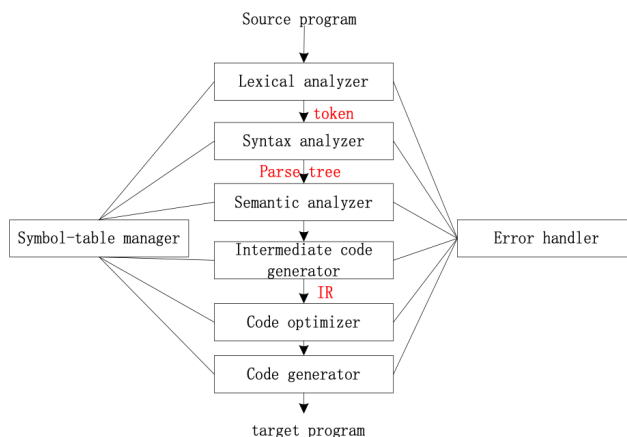 Source program
Lexical analyzer
token
Syntax analyzer
Parse tree
Semantic analyzer
Symbol-table manager
Error handler
Intermediate code
generator
IR
Code optimizer
Code generator
target program